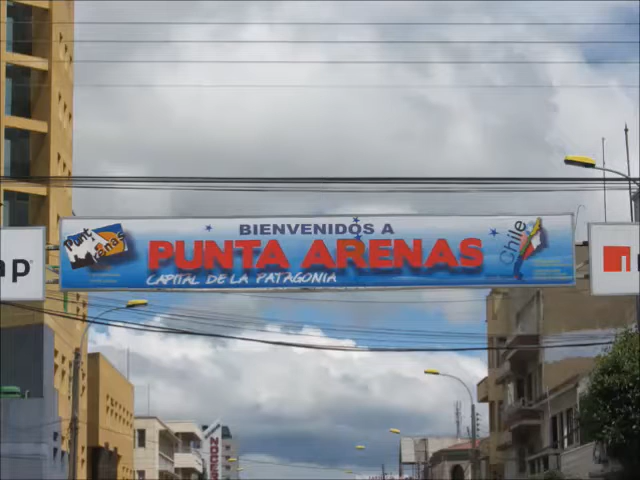 BIENVENIDOS A
Punta
arenas
PUNTA ARENAS
Chile
CAPITAL DE LA PATAGONIA